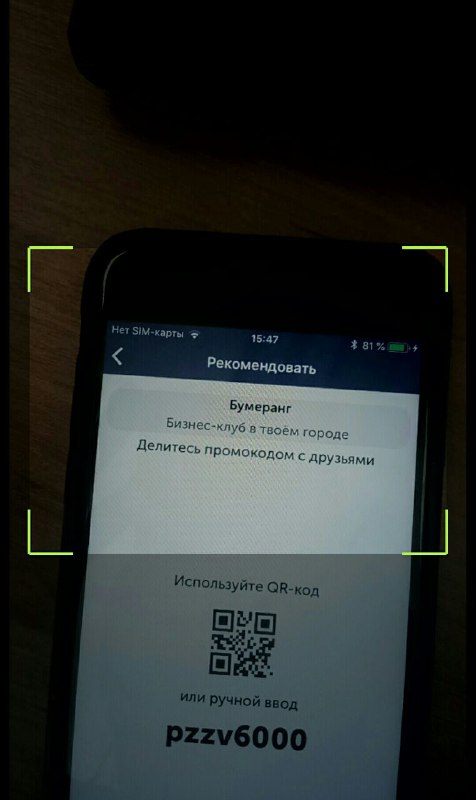 Нет SIM-карты 15:47 81 %
Рекомендовать
Бумеранг
Бизнес-клуб в твоём городе
Делитесь промокодом с друзьями
Используйте QR-код
или ручной ввод
pzzv6000